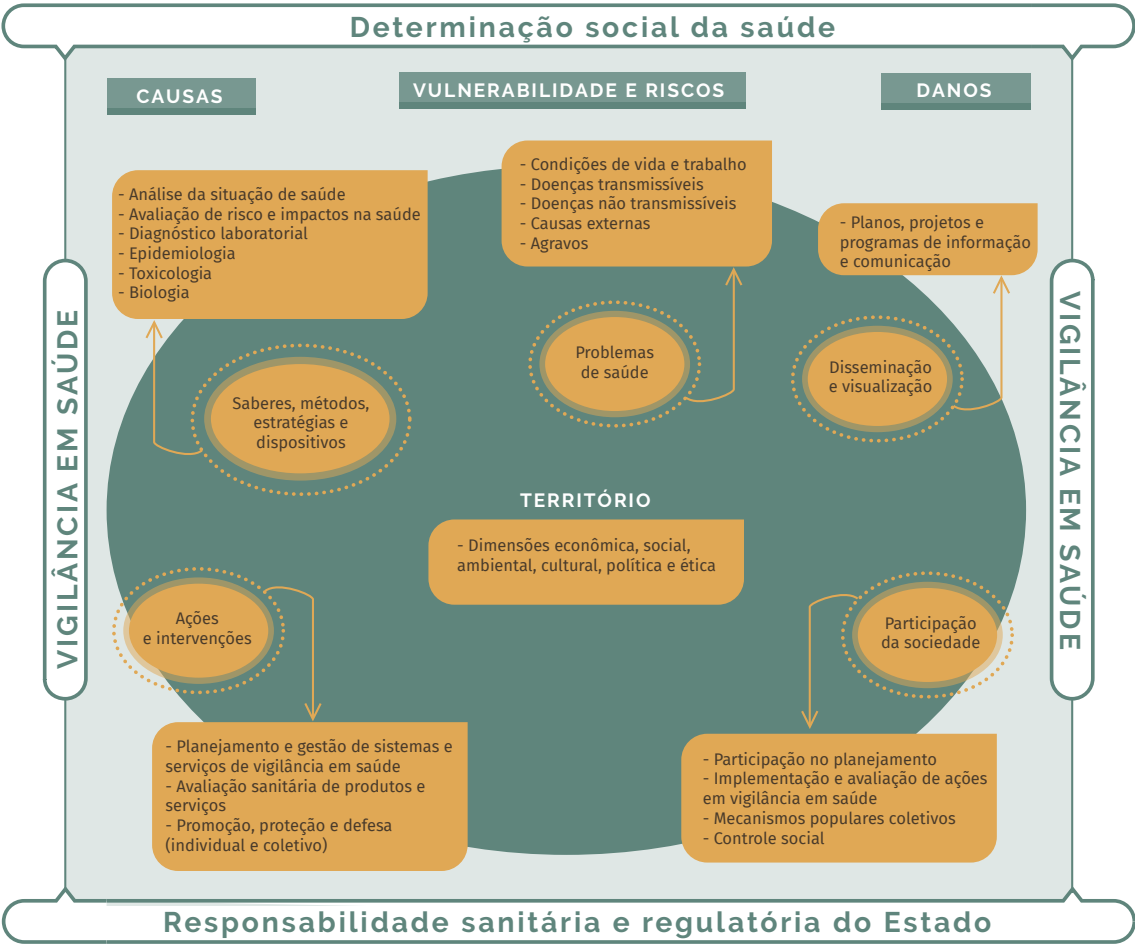 Determinação social da saúde
CAUSAS
VULNERABILIDADE E RISCOS
DANOS
- Análise da situação de saúde
- Avaliação de risco e impactos na saúde
- Diagnóstico laboratorial
- Epidemiologia
- Toxicologia
- Biologia
- Condições de vida e trabalho
- Doenças transmissíveis
- Doenças não transmissíveis
- Causas externas
- Agravos
- Planos, projetos e
programas de informação
e comunicação
VIGILÂNCIA EM SAÚDE
Saberes, métodos,
estratégias e
dispositivos
Problemas
de saúde
Disseminação
e visualização
VIGILÂNCIA EM SAÚDE
TERRITÓRIO
- Dimensões econômica, social,
ambiental, cultural, política e ética
Ações
e intervenções
Participação
da sociedade
- Planejamento e gestão de sistemas e
serviços de vigilância em saúde
- Avaliação sanitária de produtos e
serviços
- Promoção, proteção e defesa
(individual e coletivo)
- Participação no planejamento
- Implementação e avaliação de ações
em vigilância em saúde
- Mecanismos populares coletivos
- Controle social
Responsabilidade sanitária e regulatória do Estado